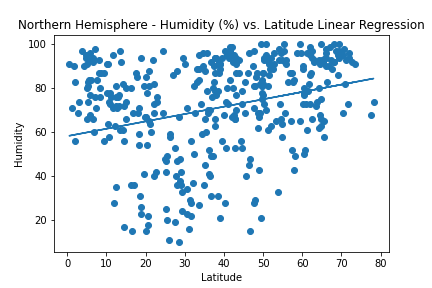 Northern Hemisphere - Humidity (%) vs. Latitude Linear Regression
100
80
60
40
20
Humidity
0 10 20 30 40 50 60 70 80
Latitude